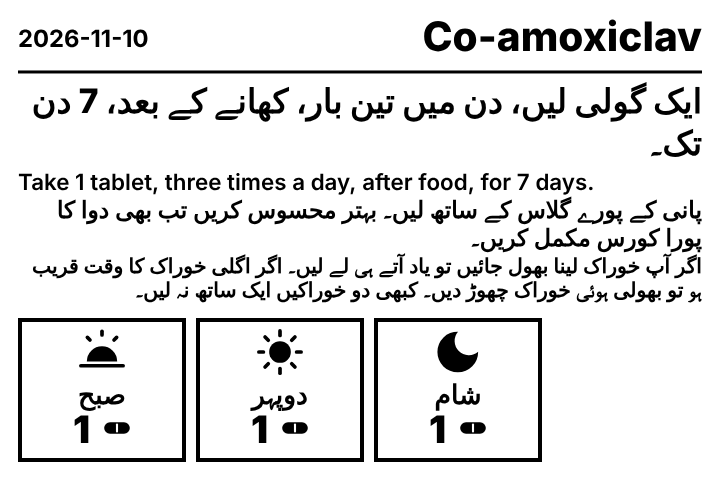 2026-11-10
Co-amoxiclav
ایک گولی لیں، دن میں تین بار، کھانے کے بعد، 7 دن
تک۔
Take 1 tablet, three times a day, after food, for 7 days.
پانی کے پورے گلاس کے ساتھ لیں۔ بہتر محسوس کریں تب بھی دوا کا
پورا کورس مکمل کریں۔
اگر آپ خوراک لینا بھول جائیں تو یاد آتے ہی لے لیں۔ اگر اگلی خوراک کا وقت قریب
ہو تو بھولی ہوئی خوراک چھوڑ دیں۔ کبھی دو خوراکیں ایک ساتھ نہ لیں۔
صبح
1
دوپہر
1
شام
1